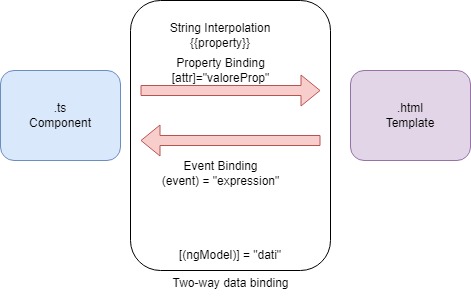 String Interpolation
{{property}}
Property Binding
[attr]="valoreProp"
.ts
Component
.html
Template
Event Binding
(event) = "expression"
[(ngModel)] = "dati"
Two-way data binding